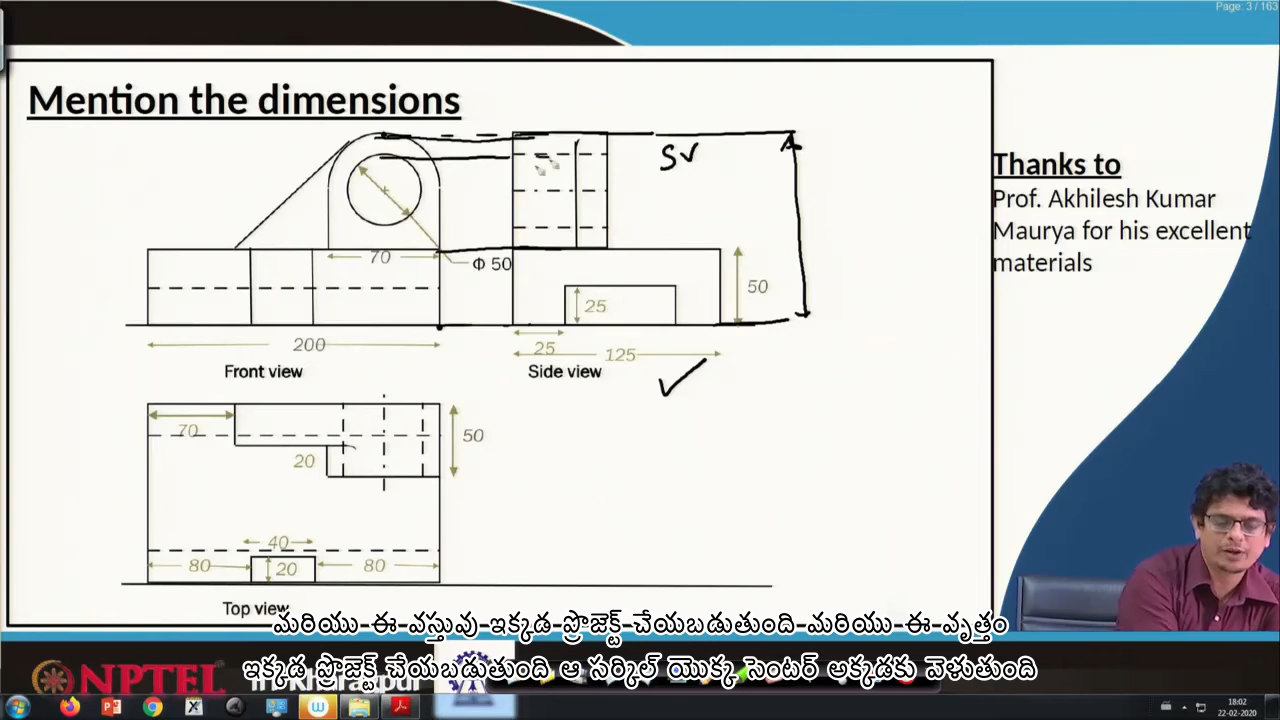 Page: 3 / 163
Mention the dimensions
SV
A
Thanks to
Prof. Akhilesh Kumar
Maurya for his excellent
materials
70
Φ 50
25
50
200
25
125
Front view
Side view
70
50
20
40
80
20
80
Top view
మరియు ఈ వస్తువు ఇక్కడ ప్రొజెక్ట్ చేయబడుతుంది మరియు ఈ వృత్తం
ఇక్కడ ప్రొజెక్ట్ చేయబడుతుంది ఆ సర్కిల్ యొక్క సెంటర్ అక్కడకు వెళుతుంది
NPTEL
IIT Kharagpur
18:02
22-02-2020